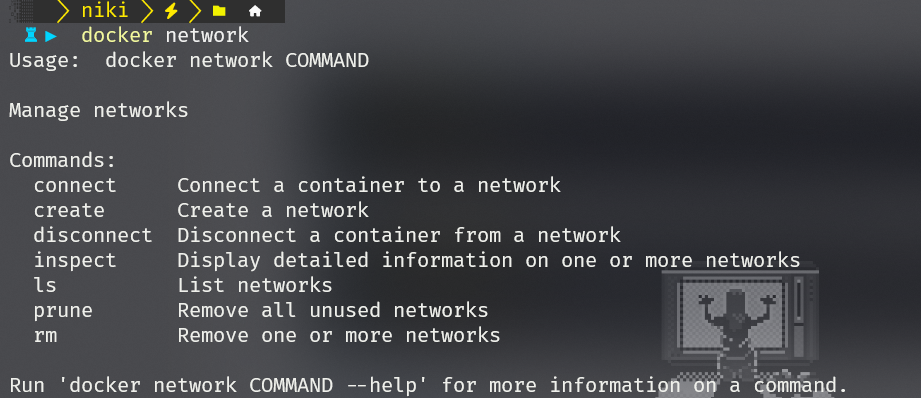 niki
docker network
Usage:  docker network COMMAND
Manage networks
Commands:
  connect     Connect a container to a network
  create      Create a network
  disconnect  Disconnect a container from a network
  inspect     Display detailed information on one or more networks
  ls          List networks
  prune       Remove all unused networks
  rm          Remove one or more networks
Run 'docker network COMMAND --help' for more information on a command.